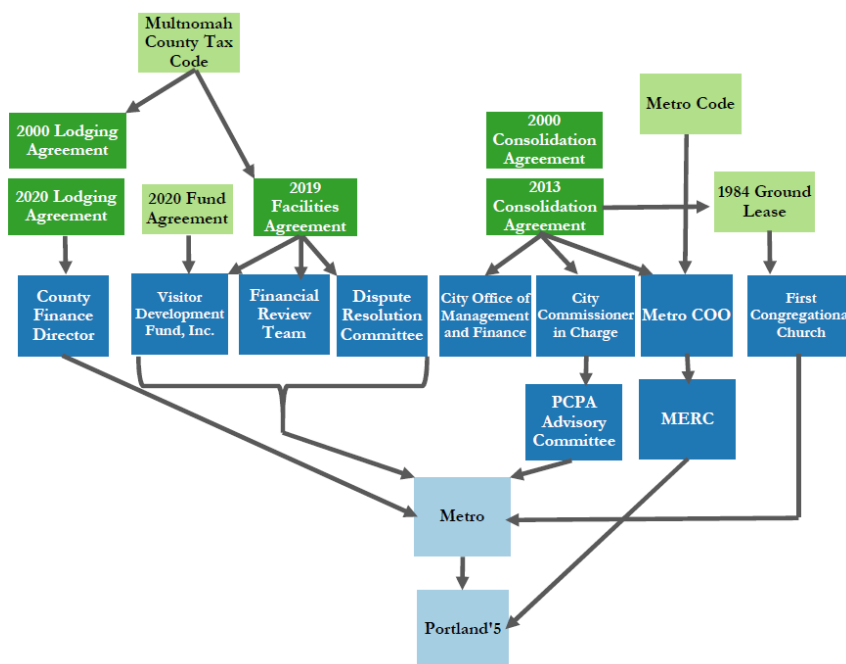 Multnomah
County Tax
Code
Metro Code
2000 Lodging
Agreement
2000
Consolidation
Agreement
2020 Lodging
Agreement
2020 Fund
Agreement
2019
Facilities
Agreement
2013
Consolidation
Agreement
1984 Ground
Lease
County
Finance
Director
Visitor
Development
Fund, Inc.
Financial
Review
Team
Dispute
Resolution
Committee
City Office of
Management
and Finance
City
Commissioner
in Charge
Metro COO
First
Congregational
Church
PCPA
Advisory
Committee
MERC
Metro
Portland'5